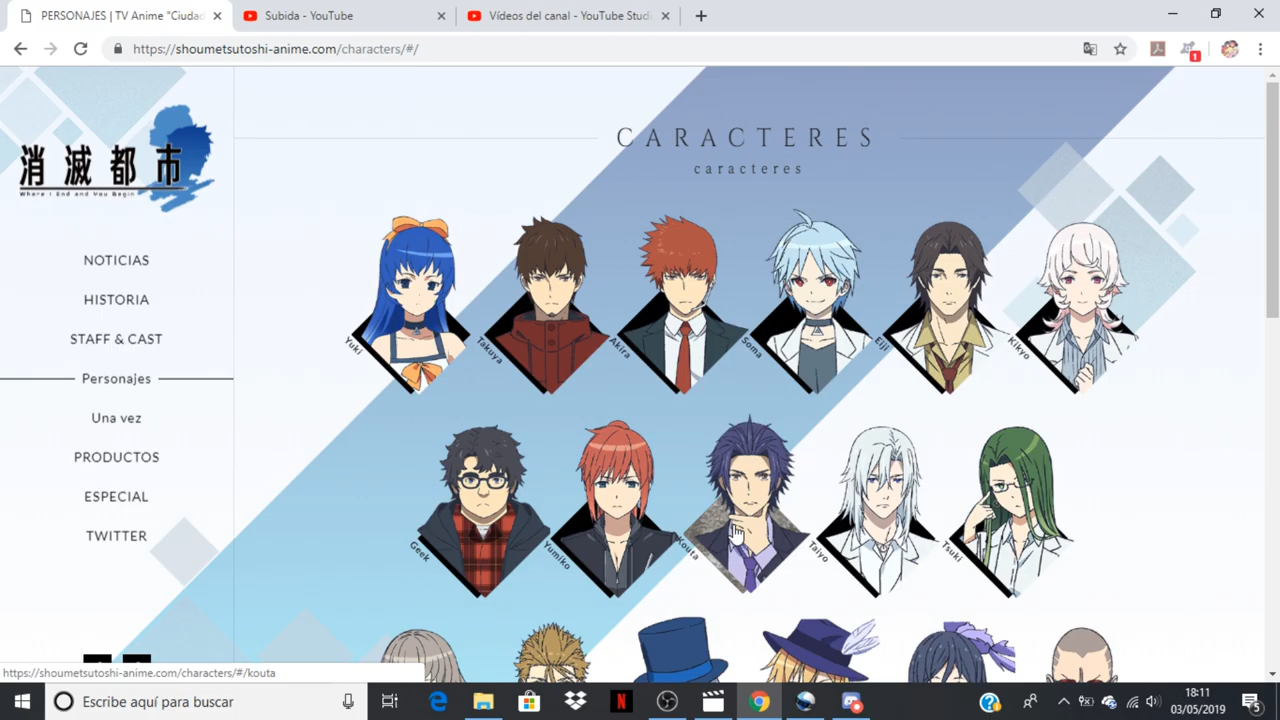 PERSONAJES | TV Anime "Ciudad
Subida - YouTube
Vídeos del canal - YouTube Studi
https://shoumetsutoshi-anime.com/characters/#/
1
消滅都市
Where I End and You Begin
NOTICIAS
HISTORIA
STAFF & CAST
Personajes
Una vez
PRODUCTOS
ESPECIAL
TWITTER
CARACTERES
caracteres
Yuki
Takuya
Akira
Soma
Eiji
Kikyo
Geek
Yumiko
Kouta
Taiyo
Tsuki
https://shoumetsutoshi-anime.com/characters/#/kouta
Escribe aquí para buscar
18:11
03/05/2019
5